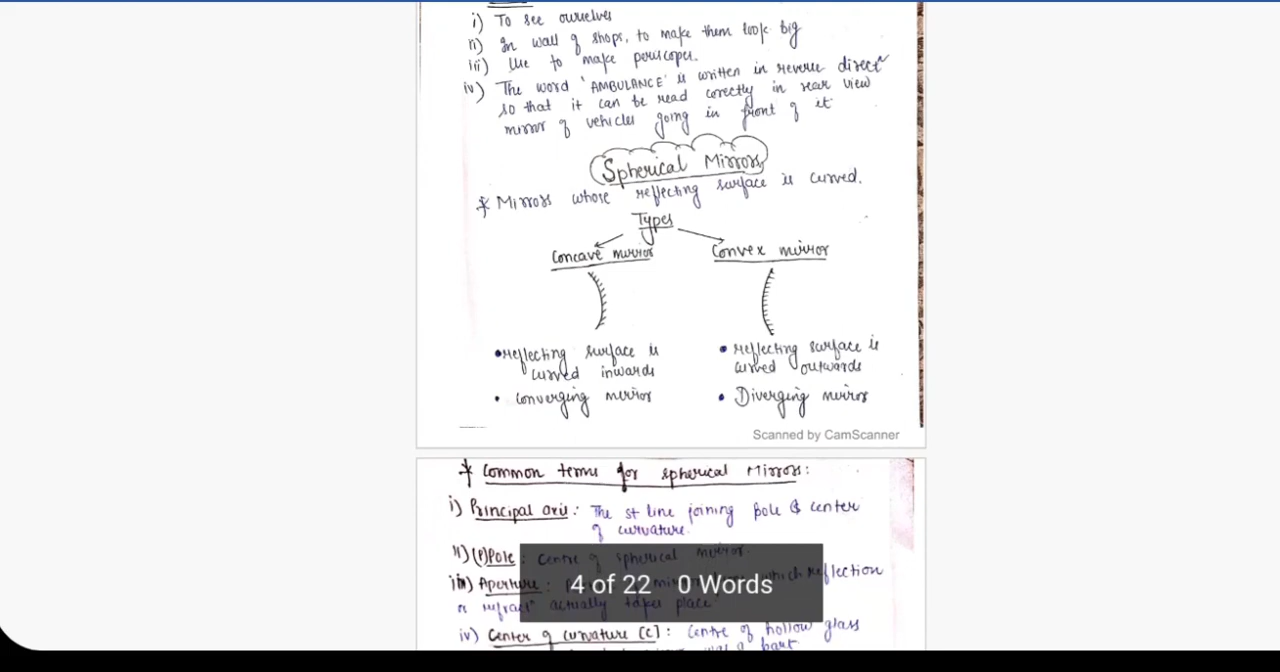 i) To see ourselves
ii) In wall of shops, to make them look big
iii) Use to make periscopes.
iv) The word 'AMBULANCE' is written in reverse directn
so that it can be read correctly in rear view
mirror of vehicles going in front of it
Spherical Mirrors
* Mirrors whose reflecting surface is curved.
Types
Concave mirror
Convex mirror
• reflecting surface is
curved inwards
• converging mirror
• reflecting surface is
curved outwards
• Diverging mirror
Scanned by CamScanner
* Common terms for spherical Mirrors:
i) Principal axis: The st line joining pole & center
of curvature.
ii) (P) Pole: Centre of spherical mirror.
iii) Aperture: which reflection
actually takes place
4 of 22 0 Words
iv) Center of curvature (C): Centre of hollow glass
part